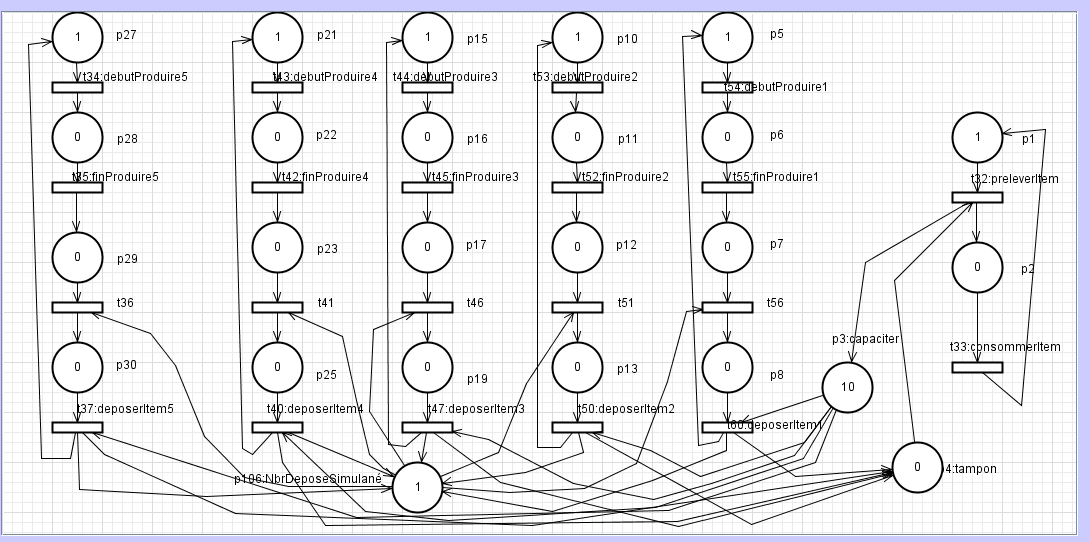 1 p27
1 p21
1 p15
1 p10
1 p5
t34:debutProduire5
t43:debutProduire4
t44:debutProduire3
t53:debutProduire2
t54:debutProduire1
0 p28
0 p22
0 p16
0 p11
0 p6
1 p1
t35:finProduire5
t42:finProduire4
t45:finProduire3
t52:finProduire2
t55:finProduire1
t32:preleverItem
0 p29
0 p23
0 p17
0 p12
0 p7
0 p2
t36
t41
t46
t51
t56
p3:capaciter
t33:consommerItem
0 p30
0 p25
0 p19
0 p13
0 p8
10
t37:deposerItem5
t40:deposerItem4
t47:deposerItem3
t50:deposerItem2
t60:deposerItem1
p106:NbrDeposeSimulane
1
0 4:tampon